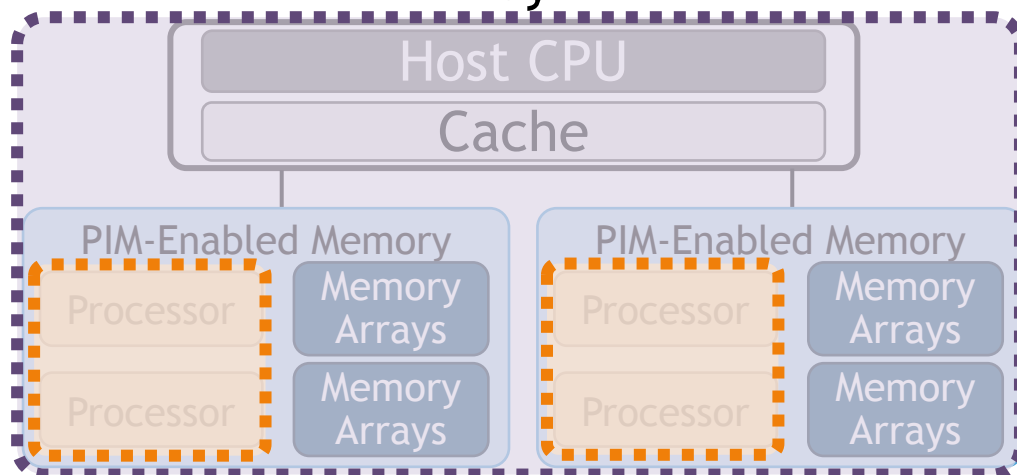 Host CPU
Cache
PIM-Enabled Memory
PIM-Enabled Memory
Processor
Memory
Arrays
Processor
Memory
Arrays
Processor
Memory
Arrays
Processor
Memory
Arrays